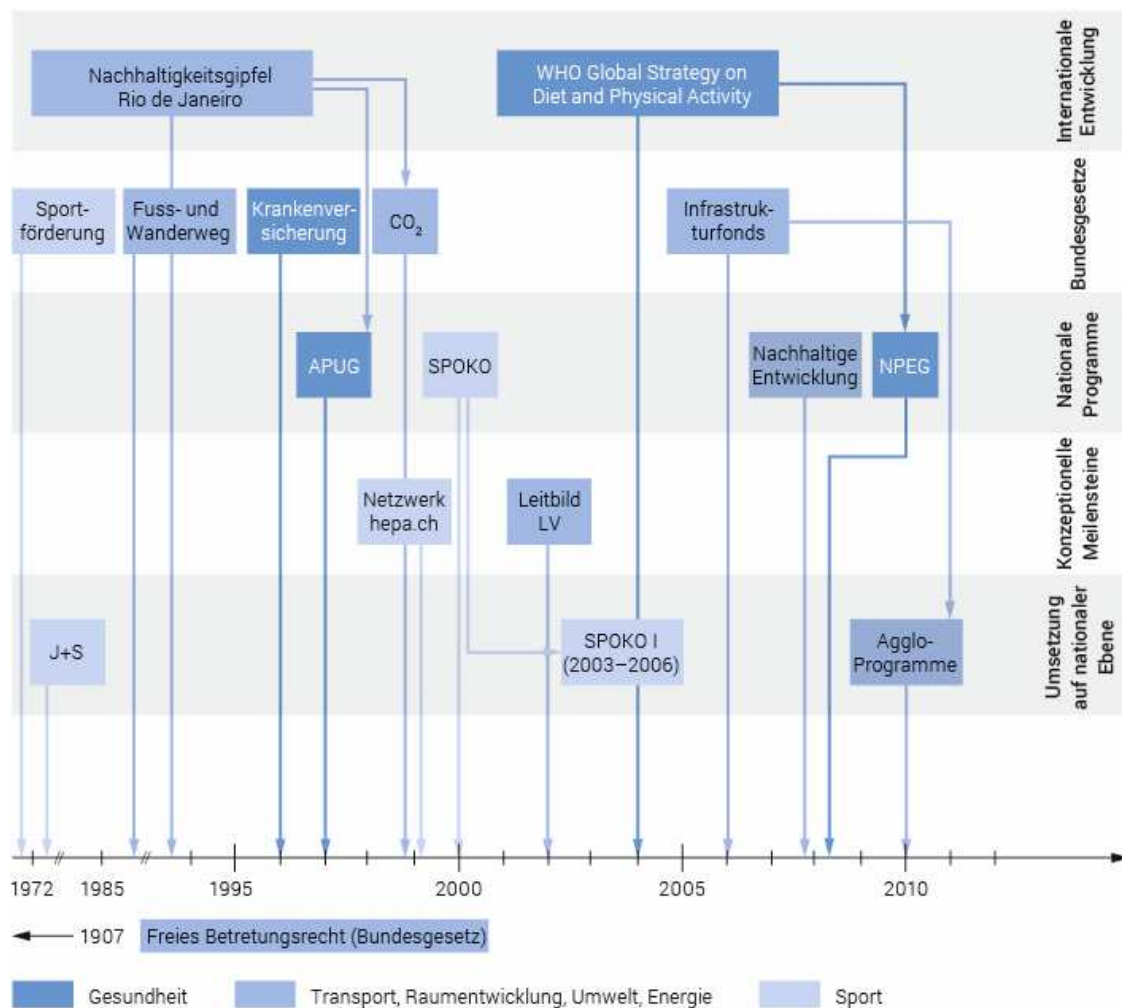 Nachhaltigkeitsgipfel
Rio de Janeiro
WHO Global Strategy on
Diet and Physical Activity
Internationale
Entwicklung
Sport-
förderung
Fuss- und
Wanderweg
Krankenver-
sicherung
CO₂
Infrastruk-
turfonds
Bundesgesetze
APUG
SPOKO
Nachhaltige
Entwicklung
NPEG
Nationale
Programme
Netzwerk
hepa.ch
Leitbild
LV
Konzeptionelle
Meilensteine
J+S
SPOKO I
(2003–2006)
Agglo-
Programme
Umsetzung
auf nationaler
Ebene
1972
1985
1995
2000
2005
2010
1907
Freies Betretungsrecht (Bundesgesetz)
Gesundheit
Transport, Raumentwicklung, Umwelt, Energie
Sport